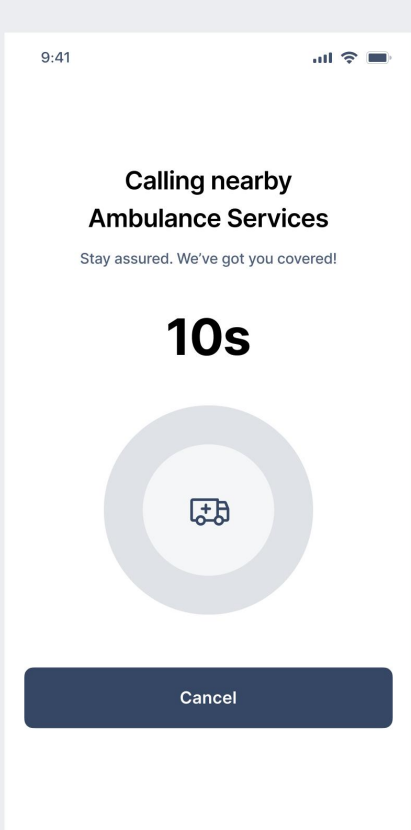 9:41
Calling nearby
Ambulance Services
Stay assured. We’ve got you covered!
10s
Cancel